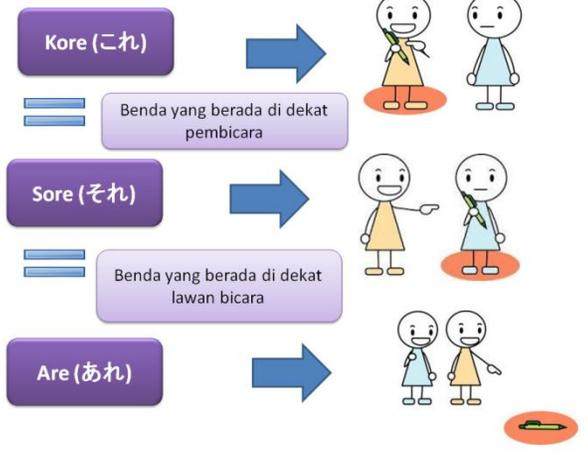 Kore (これ)
Benda yang berada di dekat
pembicara
Sore (それ)
Benda yang berada di dekat
lawan bicara
Are (あれ)